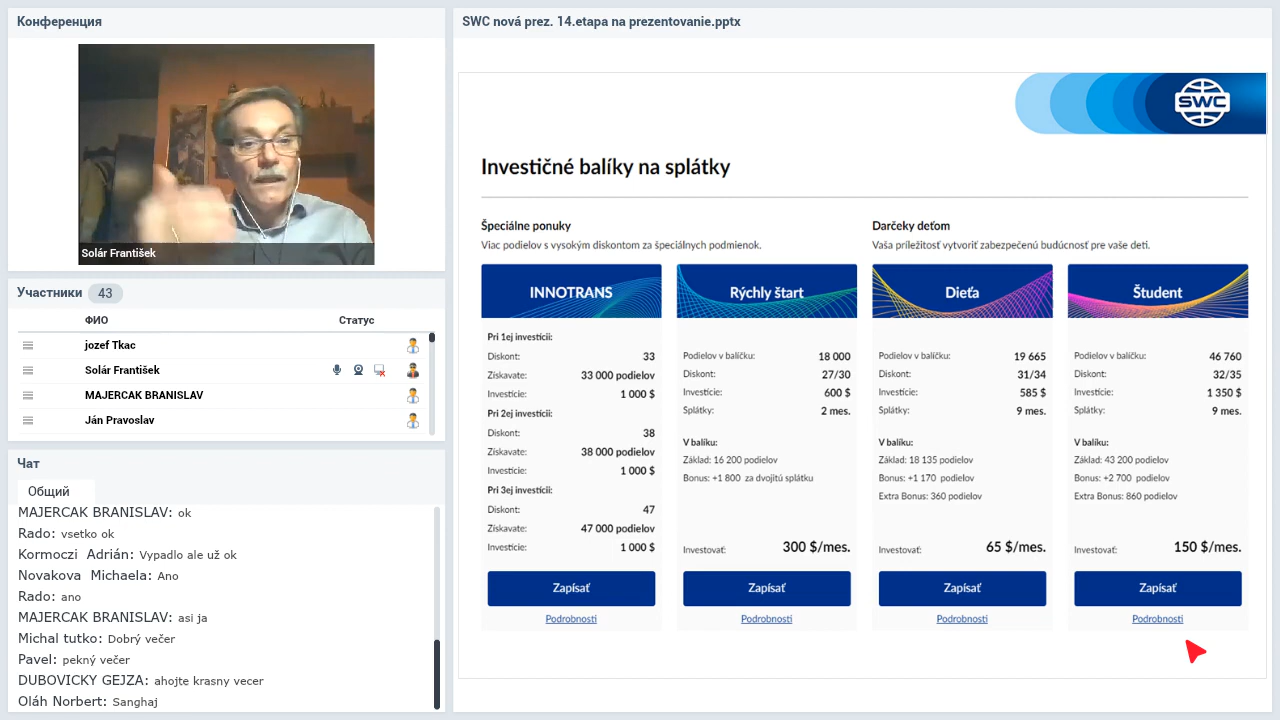 Конференция
Solár František
Участники 43
ФИО Статус
jozef Tkac
Solár František
MAJERCAK BRANISLAV
Ján Pravoslav
Чат
Общий
MAJERCAK BRANISLAV: ok
Rado: vsetko ok
Kormoczi Adrián: Vypadlo ale už ok
Novakova Michaela: Ano
Rado: ano
MAJERCAK BRANISLAV: asi ja
Michal tutko: Dobrý večer
Pavel: pekný večer
DUBOVICKY GEJZA: ahojte krasny vecer
Oláh Norbert: Sanghaj
SWC nová prez. 14.etapa na prezentovanie.pptx
SWC
Investičné balíky na splátky
Špeciálne ponuky
Viac podielov s vysokým diskontom za špeciálnych podmienok.
Darčeky deťom
Vaša príležitosť vytvoriť zabezpečenú budúcnosť pre vaše deti.
INNOTRANS
Pri 1ej investícii:
Diskont: 33
Získavate: 33 000 podielov
Investície: 1 000 $
Pri 2ej investícii:
Diskont: 38
Získavate: 38 000 podielov
Investície: 1 000 $
Pri 3ej investícii:
Diskont: 47
Získavate: 47 000 podielov
Investície: 1 000 $
Zapísať
Podrobnosti
Rýchly štart
Podielov v balíčku: 18 000
Diskont: 27/30
Investície: 600 $
Splátky: 2 mes.
V balíku:
Základ: 16 200 podielov
Bonus: +1 800 za dvojitú splátku
Investovať: 300 $/mes.
Zapísať
Podrobnosti
Dieťa
Podielov v balíčku: 19 665
Diskont: 31/34
Investície: 585 $
Splátky: 9 mes.
V balíku:
Základ: 18 135 podielov
Bonus: +1 170 podielov
Extra Bonus: 360 podielov
Investovať: 65 $/mes.
Zapísať
Podrobnosti
Študent
Podielov v balíčku: 46 760
Diskont: 32/35
Investície: 1 350 $
Splátky: 9 mes.
V balíku:
Základ: 43 200 podielov
Bonus: +2 700 podielov
Extra Bonus: 860 podielov
Investovať: 150 $/mes.
Zapísať
Podrobnosti